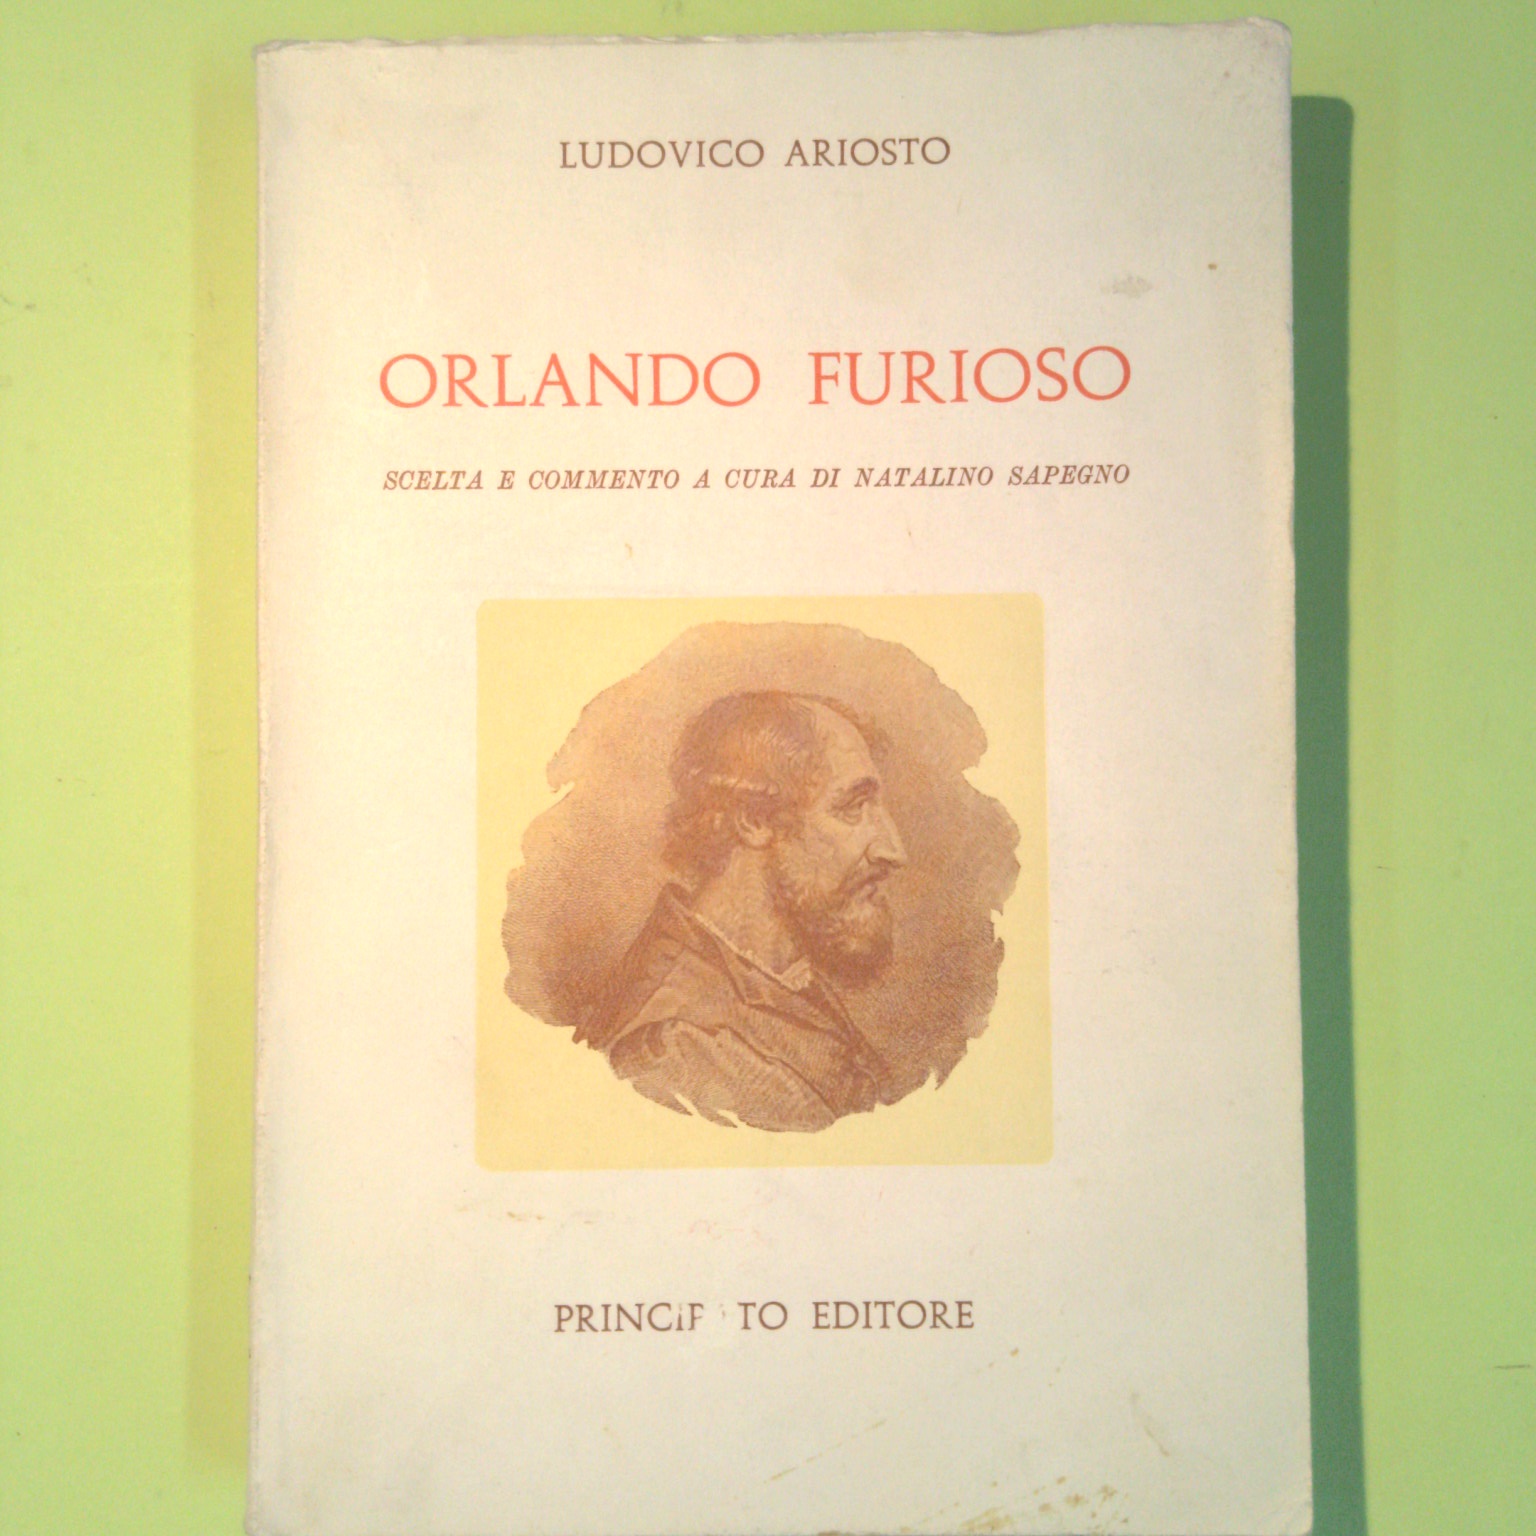 LUDOVICO ARIOSTO
ORLANDO FURIOSO
SCELTA E COMMENTO A CURA DI NATALINO SAPEGNO
EDITORE